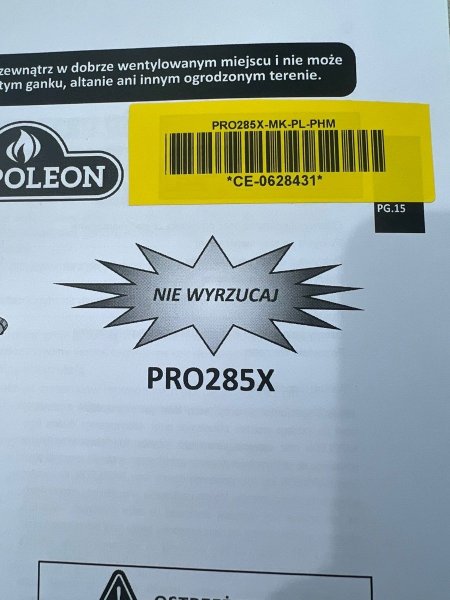 zewnątrz w dobrze wentylowanym miejscu i nie może
tym ganku, altanie ani innym ogrodzonym terenie.
POLEON
PRO285X-MK-PL-PHM
*CE-0628431*
PG.15
NIE WYRZUCAJ
PRO285X